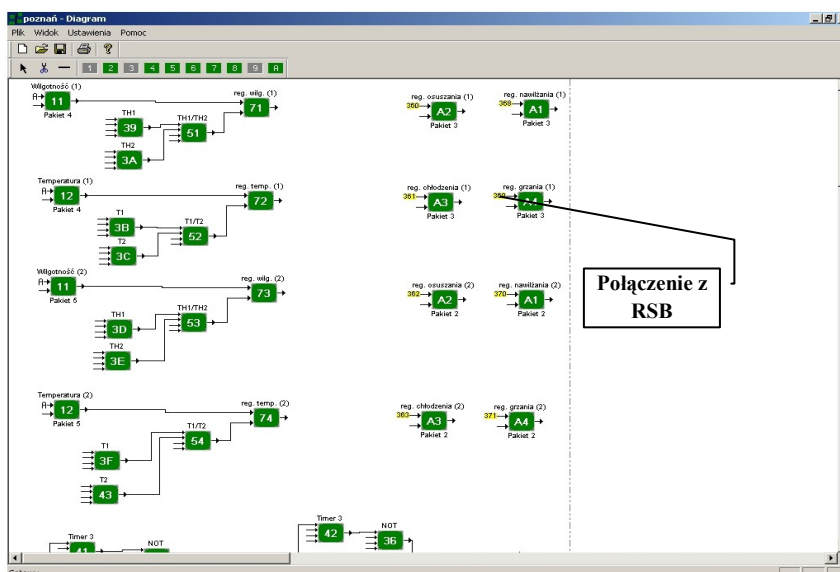 poznań - Diagram
Plik Widok Ustawienia Pomoc
1 2 3 4 5 6 7 8 9 A
Wilgotność (1)
A 11
Pakiet 4
TH1
39
TH2
3A
TH1/TH2
51
reg. wilg. (1)
71
reg. osuszania (1)
360 A2
Pakiet 3
reg. nawilżania (1)
368 A1
Pakiet 3
Temperatura (1)
A 12
Pakiet 4
T1
3B
T2
3C
T1/T2
52
reg. temp. (1)
72
reg. chłodzenia (1)
361 A3
Pakiet 3
reg. grzania (1)
369 A4
Pakiet 3
Połączenie z
RSB
Wilgotność (2)
A 11
Pakiet 5
TH1
3D
TH2
3E
TH1/TH2
53
reg. wilg. (2)
73
reg. osuszania (2)
362 A2
Pakiet 2
reg. nawilżania (2)
370 A1
Pakiet 2
Temperatura (2)
A 12
Pakiet 5
T1
3F
T2
43
T1/T2
54
reg. temp. (2)
74
reg. chłodzenia (2)
363 A3
Pakiet 2
reg. grzania (2)
371 A4
Pakiet 2
Timer 3
41
NOT
Timer 3
42
NOT
36